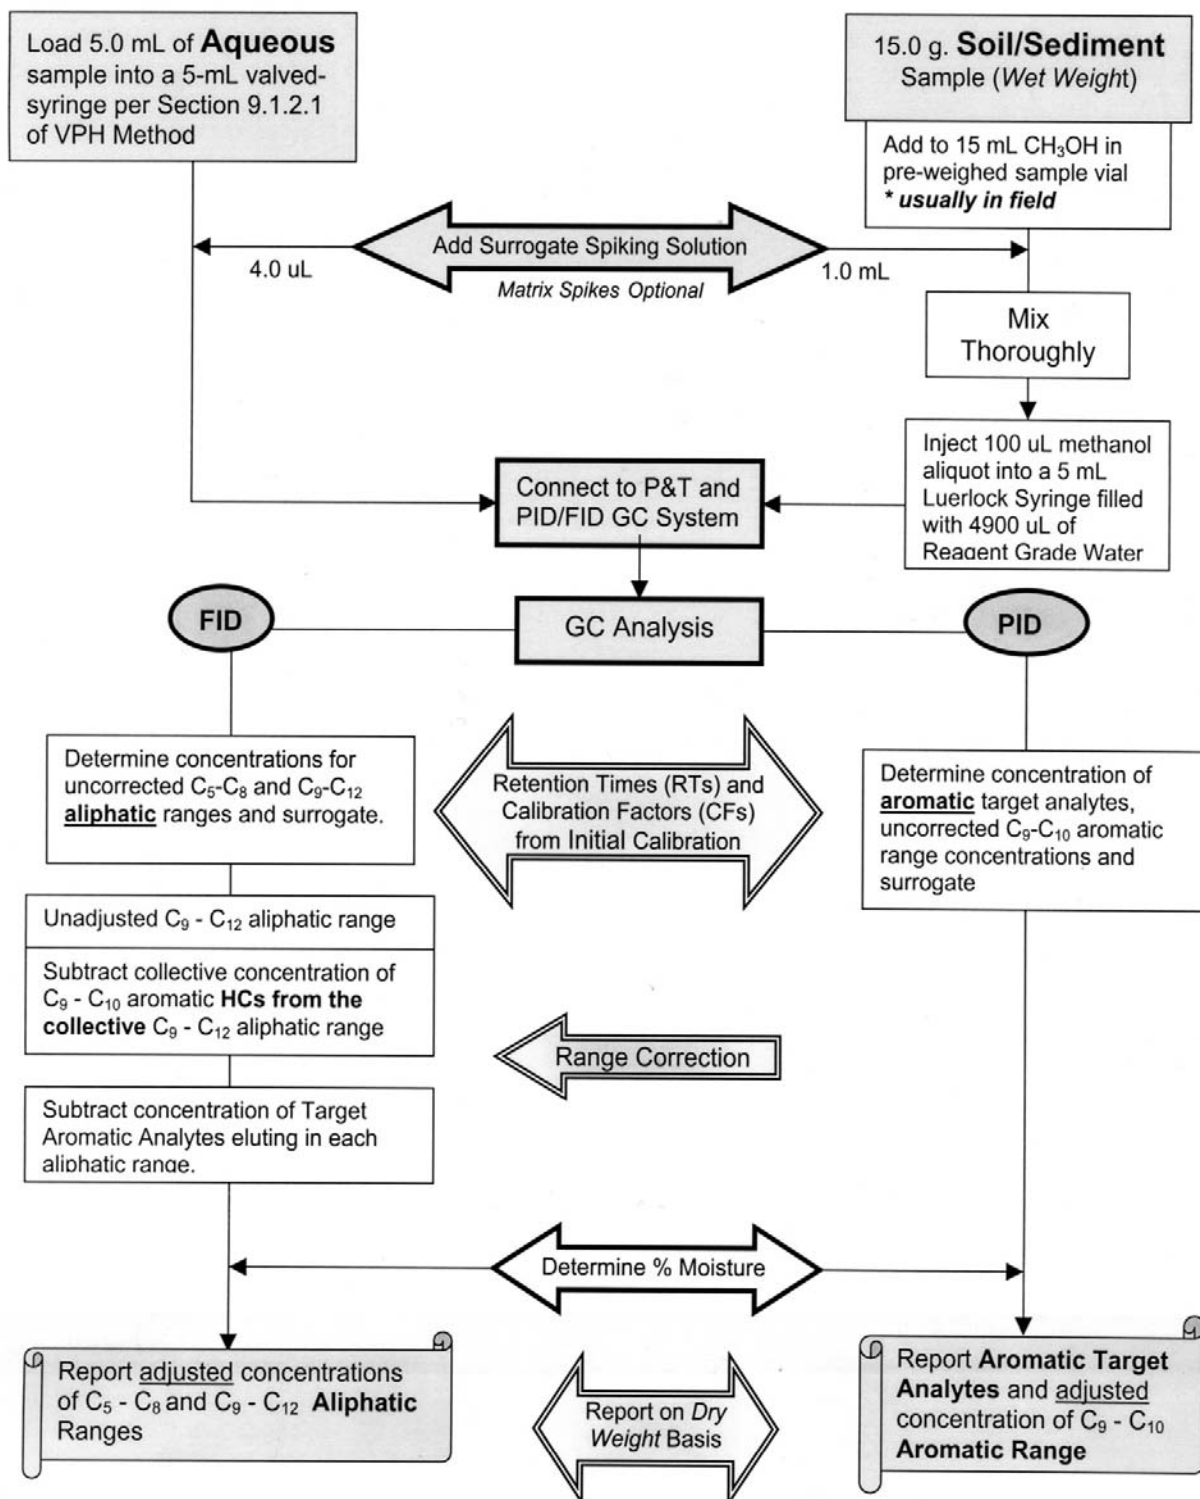 Load 5.0 mL of Aqueous
sample into a 5-mL valved-
syringe per Section 9.1.2.1
of VPH Method
15.0 g. Soil/Sediment
Sample (Wet Weight)
Add to 15 mL CH₃OH in
pre-weighed sample vial
* usually in field
Add Surrogate Spiking Solution
4.0 uL
1.0 mL
Matrix Spikes Optional
Mix
Thoroughly
Inject 100 uL methanol
aliquot into a 5 mL
Luerlock Syringe filled
with 4900 uL of
Reagent Grade Water
Connect to P&T and
PID/FID GC System
FID
GC Analysis
PID
Determine concentrations for
uncorrected C₅-C₈ and C₉-C₁₂
aliphatic ranges and surrogate.
Retention Times (RTs) and
Calibration Factors (CFs)
from Initial Calibration
Determine concentration of
aromatic target analytes,
uncorrected C₉-C₁₀ aromatic
range concentrations and
surrogate
Unadjusted C₉ - C₁₂ aliphatic range
Subtract collective concentration of
C₉ - C₁₀ aromatic HCs from the
collective C₉ - C₁₂ aliphatic range
Range Correction
Subtract concentration of Target
Aromatic Analytes eluting in each
aliphatic range.
Determine % Moisture
Report adjusted concentrations
of C₅ - C₈ and C₉ - C₁₂ Aliphatic
Ranges
Report on Dry
Weight Basis
Report Aromatic Target
Analytes and adjusted
concentration of C₉ - C₁₀
Aromatic Range